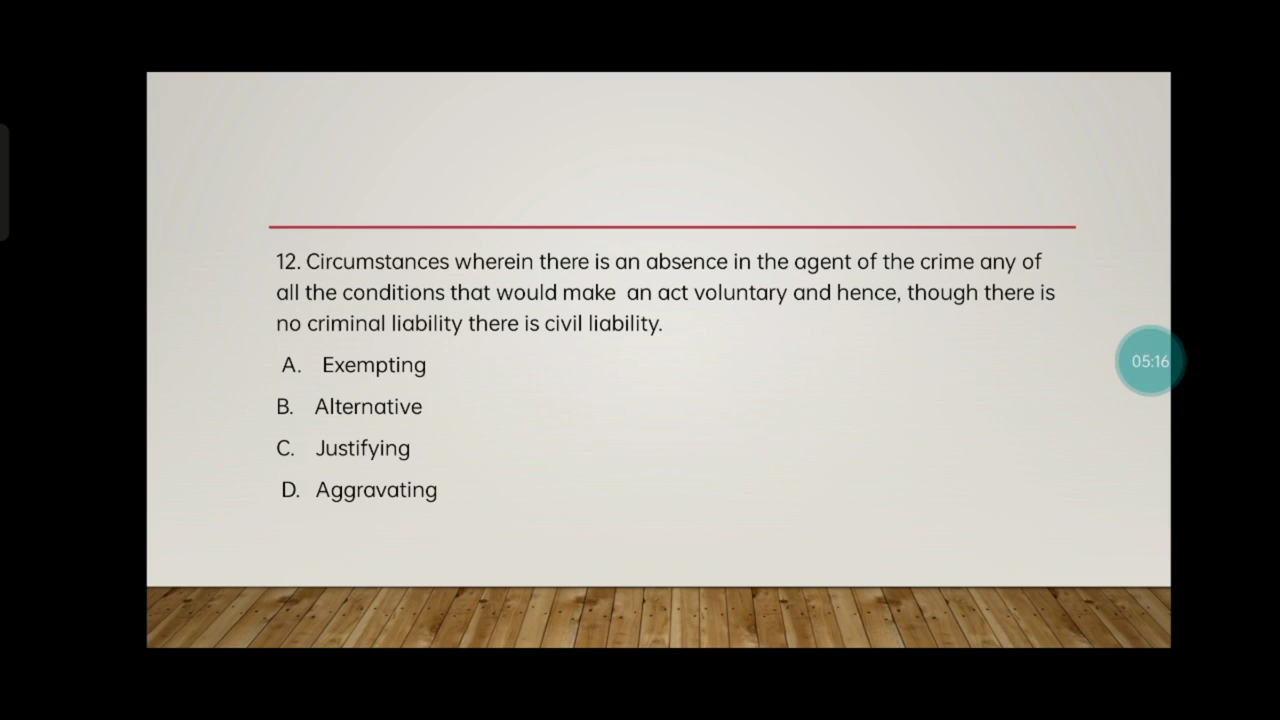 12. Circumstances wherein there is an absence in the agent of the crime any of
all the conditions that would make  an act voluntary and hence, though there is
no criminal liability there is civil liability.
A. Exempting
B. Alternative
C. Justifying
D. Aggravating
05:16